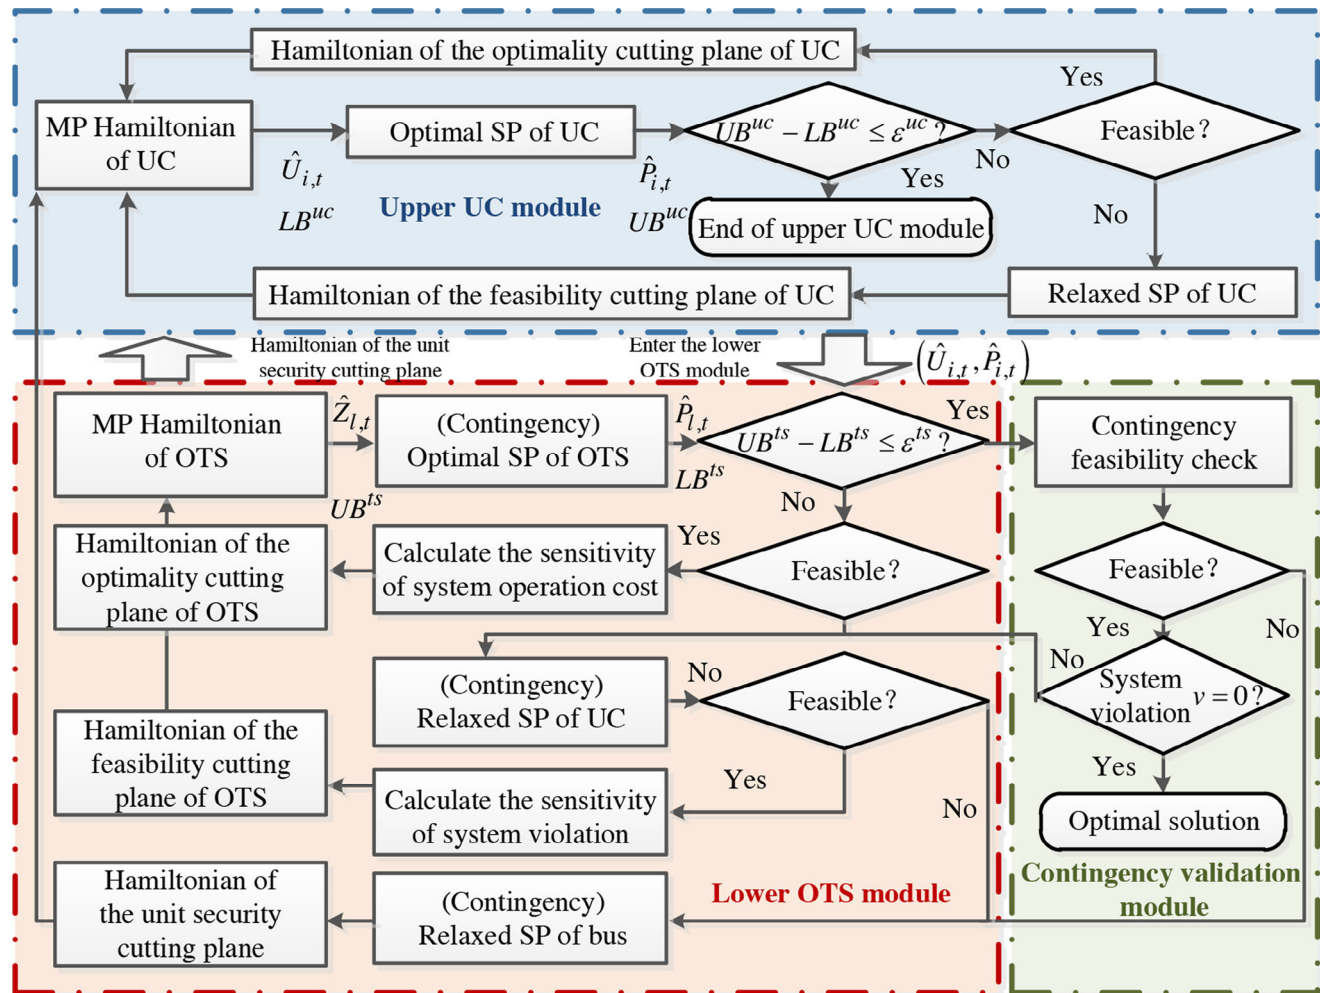 Hamiltonian of the optimality cutting plane of UC
Yes
MP Hamiltonian
of UC
Optimal SP of UC
UB^{uc} − LB^{uc} ≤ ε^{uc} ?
Feasible?
No
Û_{i,t}
LB^{uc}
Upper UC module
P̂_{i,t}
UB^{uc}
Yes
End of upper UC module
No
Hamiltonian of the feasibility cutting plane of UC
Relaxed SP of UC
Hamiltonian of the unit
security cutting plane
Enter the lower
OTS module
(Û_{i,t}, P̂_{i,t})
MP Hamiltonian
of OTS
Ẑ_{l,t}
UB^{ts}
(Contingency)
Optimal SP of OTS
P̂_{l,t}
LB^{ts}
UB^{ts} − LB^{ts} ≤ ε^{ts} ?
Yes
Contingency
feasibility check
No
Hamiltonian of the
optimality cutting
plane of OTS
Calculate the sensitivity
of system operation cost
Yes
Feasible?
Feasible?
Yes
No
(Contingency)
Relaxed SP of UC
No
Feasible?
No
System
violation v = 0?
Hamiltonian of the
feasibility cutting
plane of OTS
Calculate the sensitivity
of system violation
Yes
No
Yes
Optimal solution
Hamiltonian of
the unit security
cutting plane
(Contingency)
Relaxed SP of bus
Lower OTS module
Contingency validation
module